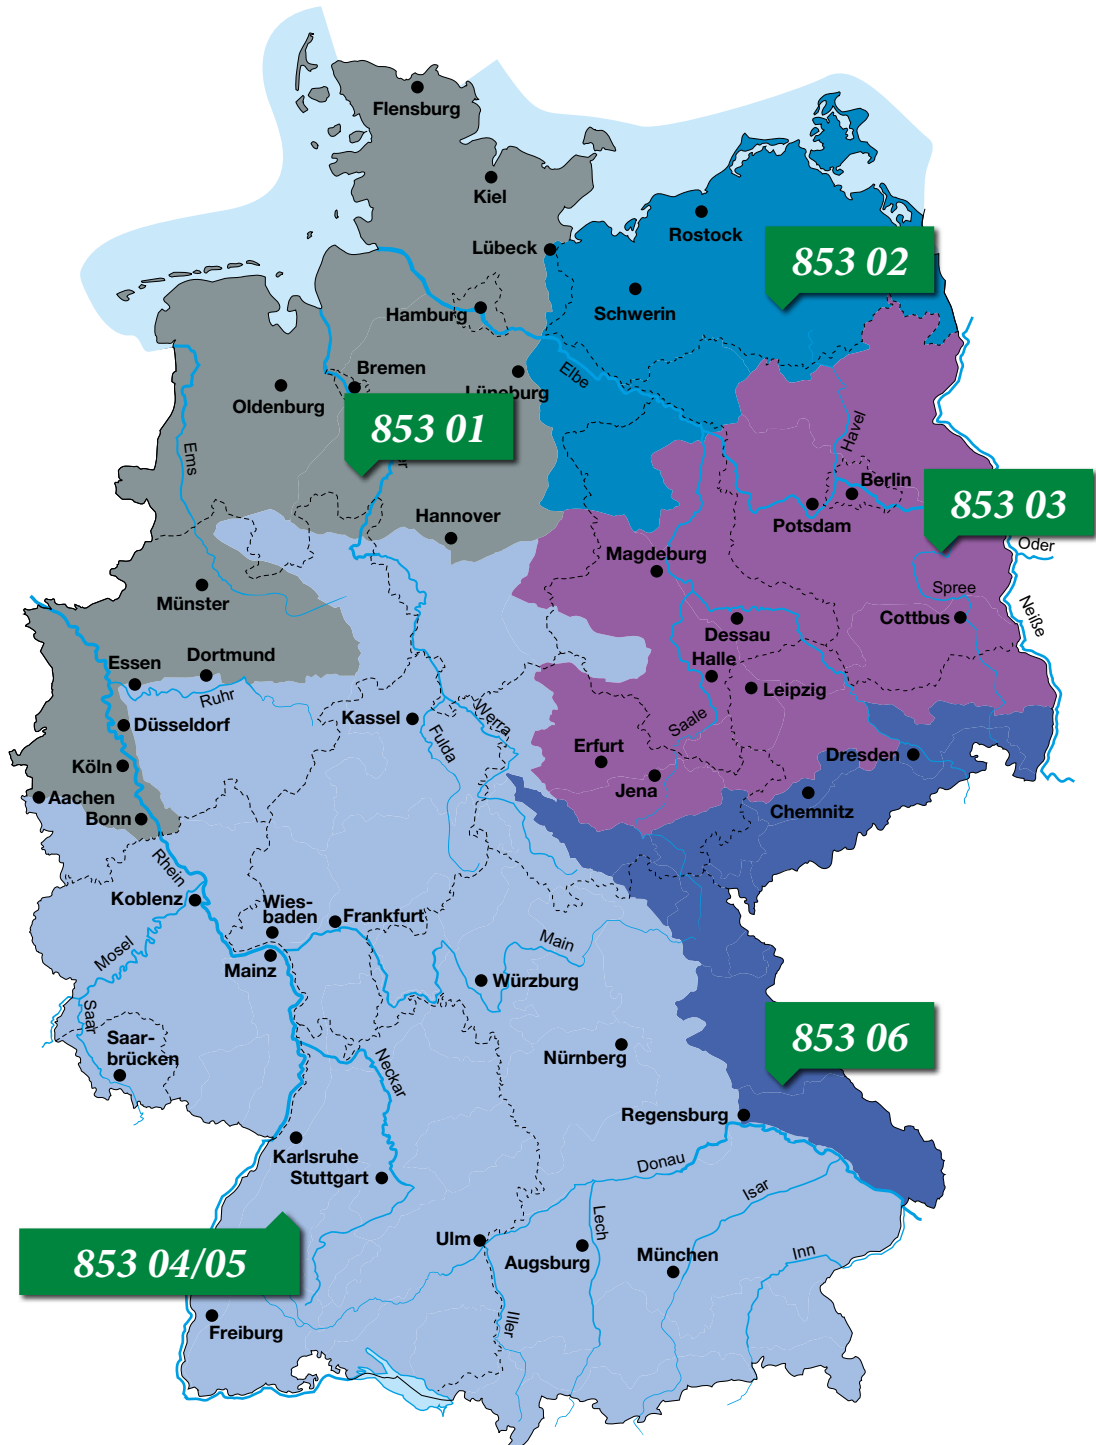 Flensburg
Kiel
Rostock
Lübeck
853 02
Schwerin
Hamburg
Bremen
Elbe
Lüneburg
Oldenburg
853 01
Havel
Ems
Berlin
853 03
Hannover
Potsdam
Magdeburg
Oder
Spree
Münster
Neiße
Cottbus
Dessau
Essen
Dortmund
Halle
Leipzig
Ruhr
Düsseldorf
Kassel
Werra
Saale
Fulda
Erfurt
Dresden
Köln
Jena
Aachen
Chemnitz
Bonn
Rhein
Koblenz
Wies-
baden
Frankfurt
Main
Mosel
Mainz
Würzburg
Saar
Saar-
brücken
853 06
Nürnberg
Neckar
Regensburg
Karlsruhe
Stuttgart
Donau
Isar
Lech
Ulm
Augsburg
München
Inn
853 04/05
Iller
Freiburg